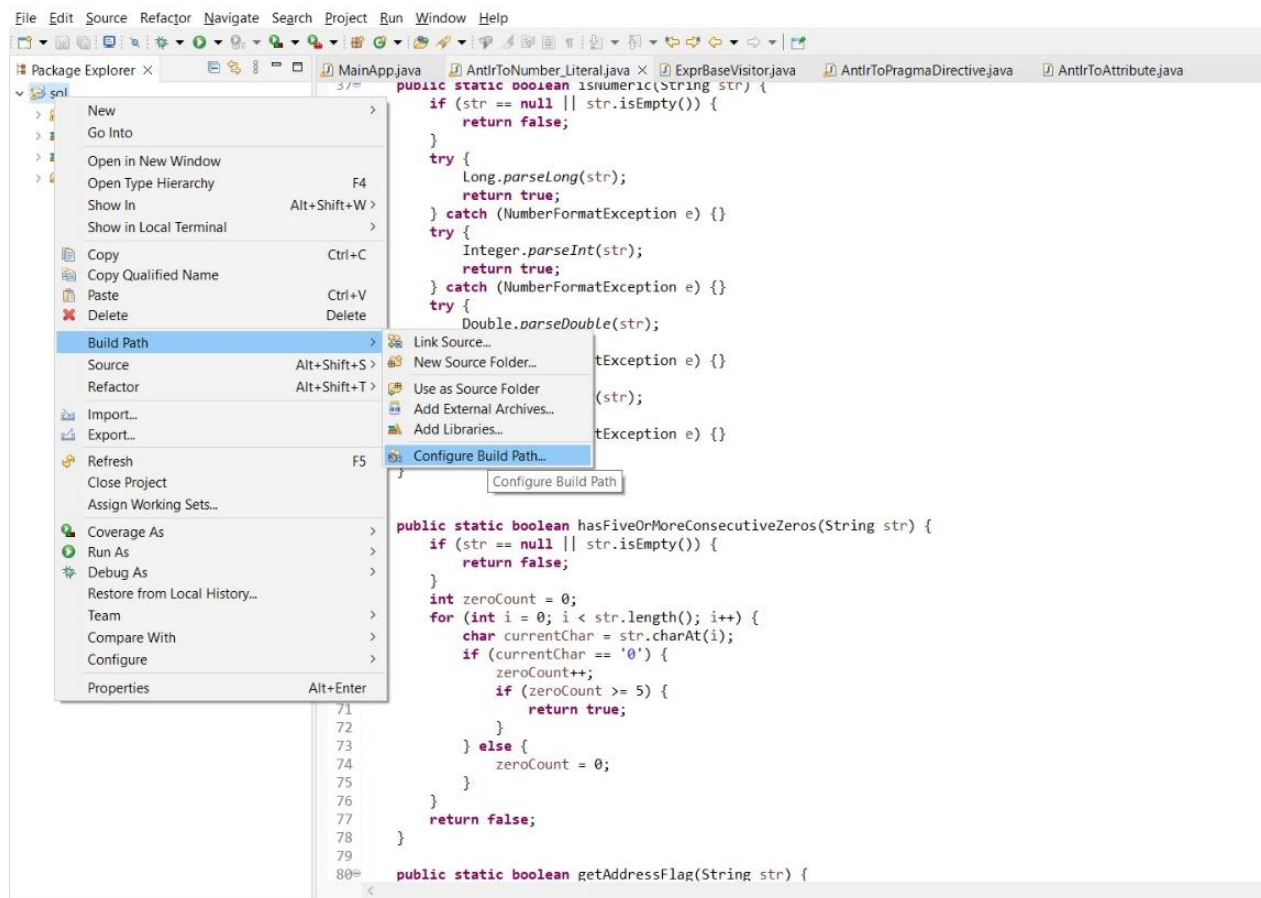 File Edit Source Refactor Navigate Search Project Run Window Help
Package Explorer ×
MainApp.java AntlrToNumber_Literal.java × ExprBaseVisitor.java AntlrToPragmaDirective.java AntlrToAttribute.java
sol
New
Go Into
Open in New Window
Open Type Hierarchy F4
Show In Alt+Shift+W >
Show in Local Terminal >
Copy Ctrl+C
Copy Qualified Name
Paste Ctrl+V
Delete Delete
Build Path >
Source Alt+Shift+S >
Refactor Alt+Shift+T >
Import...
Export...
Refresh F5
Close Project
Assign Working Sets...
Coverage As >
Run As >
Debug As >
Restore from Local History...
Team >
Compare With >
Configure >
Properties Alt+Enter
Link Source...
New Source Folder...
Use as Source Folder
Add External Archives...
Add Libraries...
Configure Build Path...
Configure Build Path
37 public static boolean isNumeric(String str) {
if (str == null || str.isEmpty()) {
return false;
}
try {
Long.parseLong(str);
return true;
} catch (NumberFormatException e) {}
try {
Integer.parseInt(str);
return true;
} catch (NumberFormatException e) {}
try {
Double.parseDouble(str);
tException e) {}
(str);
tException e) {}
}
public static boolean hasFiveOrMoreConsecutiveZeros(String str) {
if (str == null || str.isEmpty()) {
return false;
}
int zeroCount = 0;
for (int i = 0; i < str.length(); i++) {
char currentChar = str.charAt(i);
if (currentChar == '0') {
zeroCount++;
if (zeroCount >= 5) {
71 return true;
72 }
73 } else {
74 zeroCount = 0;
75 }
76 }
77 return false;
78 }
79
80 public static boolean getAddressFlag(String str) {